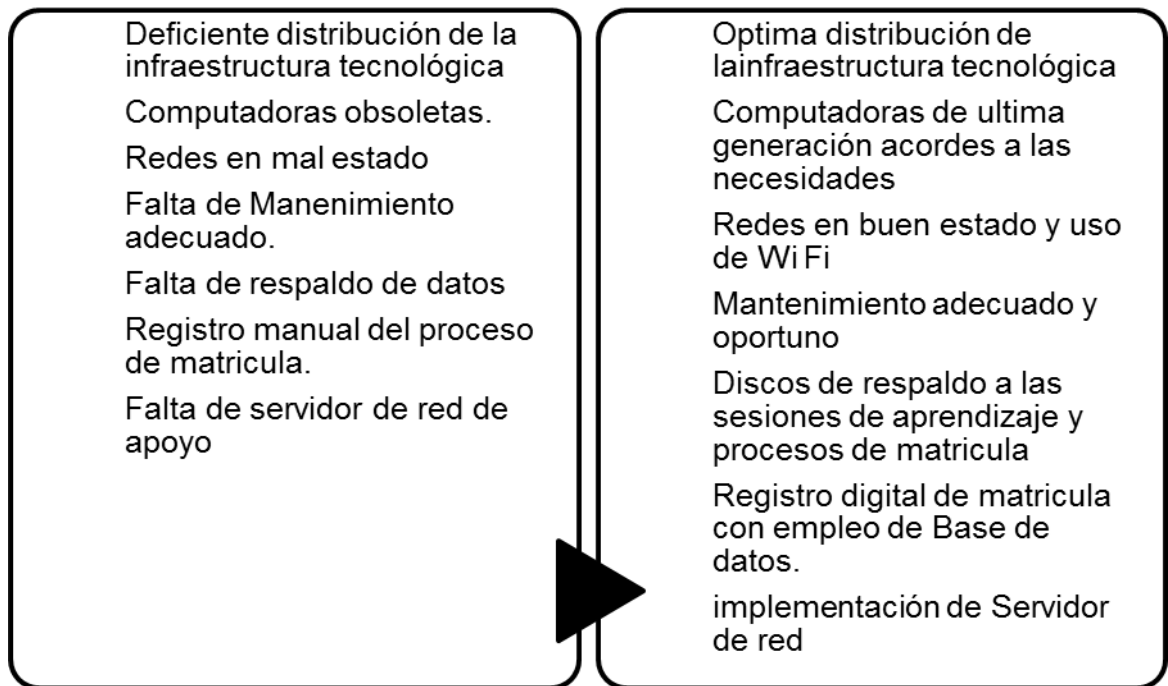 Deficiente distribución de la
infraestructura tecnológica
Computadoras obsoletas.
Redes en mal estado
Falta de Manenimiento
adecuado.
Falta de respaldo de datos
Registro manual del proceso
de matricula.
Falta de servidor de red de
apoyo
Optima distribución de
lainfraestructura tecnológica
Computadoras de ultima
generación acordes a las
necesidades
Redes en buen estado y uso
de Wi Fi
Mantenimiento adecuado y
oportuno
Discos de respaldo a las
sesiones de aprendizaje y
procesos de matricula
Registro digital de matricula
con empleo de Base de
datos.
implementación de Servidor
de red